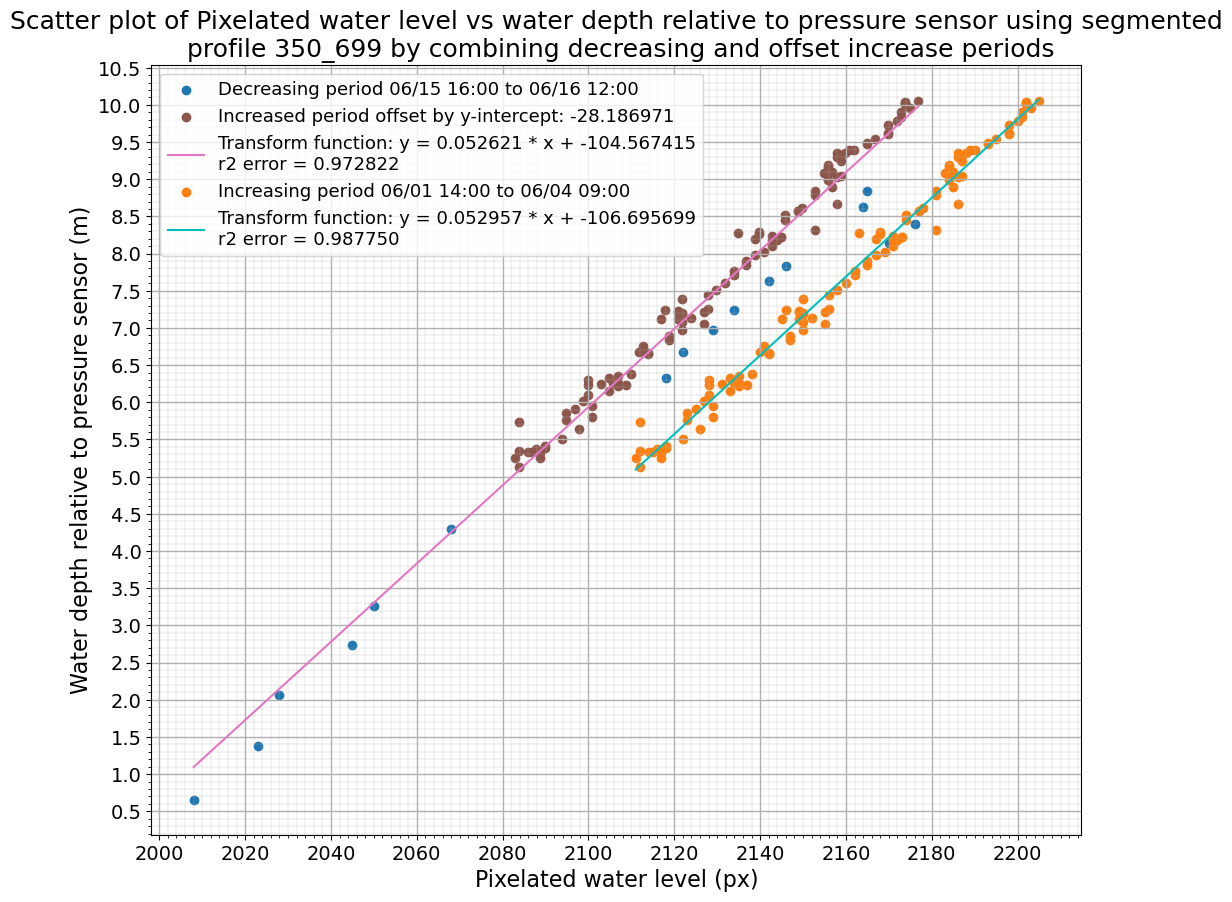 Scatter plot of Pixelated water level vs water depth relative to pressure sensor using segmented
profile 350_699 by combining decreasing and offset increase periods
Decreasing period 06/15 16:00 to 06/16 12:00
Increased period offset by y-intercept: -28.186971
Transform function: y = 0.052621 * x + -104.567415
r2 error = 0.972822
Increasing period 06/01 14:00 to 06/04 09:00
Transform function: y = 0.052957 * x + -106.695699
r2 error = 0.987750
Water depth relative to pressure sensor (m)
10.5
10.0
9.5
9.0
8.5
8.0
7.5
7.0
6.5
6.0
5.5
5.0
4.5
4.0
3.5
3.0
2.5
2.0
1.5
1.0
0.5
2000 2020 2040 2060 2080 2100 2120 2140 2160 2180 2200
Pixelated water level (px)